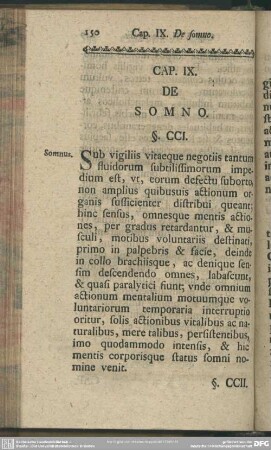 150 Cap. IX. De somno.
CAP. IX.
DE
SOMNO.
§. CCI.
Somnus. Sub vigiliis vitaeque negotiis tantum
fluidorum subtilissimorum impe-
dium est, vt, eorum defectu suborto,
non amplius quibusuis actionum or-
ganis sufficienter distribui queant;
hinc sensus, omnesque mentis actio-
nes, per gradus retardantur, & mu-
sculi, motibus voluntariis destinati,
primo in palpebris & facie, deinde
in collo brachiisque, ac denique sen-
sim descendendo omnes, labascunt,
& quasi paralytici fiunt; vnde omnium
actionum mentalium motuumque vo-
luntariorum temporaria interruptio
oritur, solis actionibus vitalibus ac na-
turalibus, mere talibus, persistentibus,
imo quodammodo intensis, & hic
mentis corporisque status somni no-
mine venit.
§. CCII.